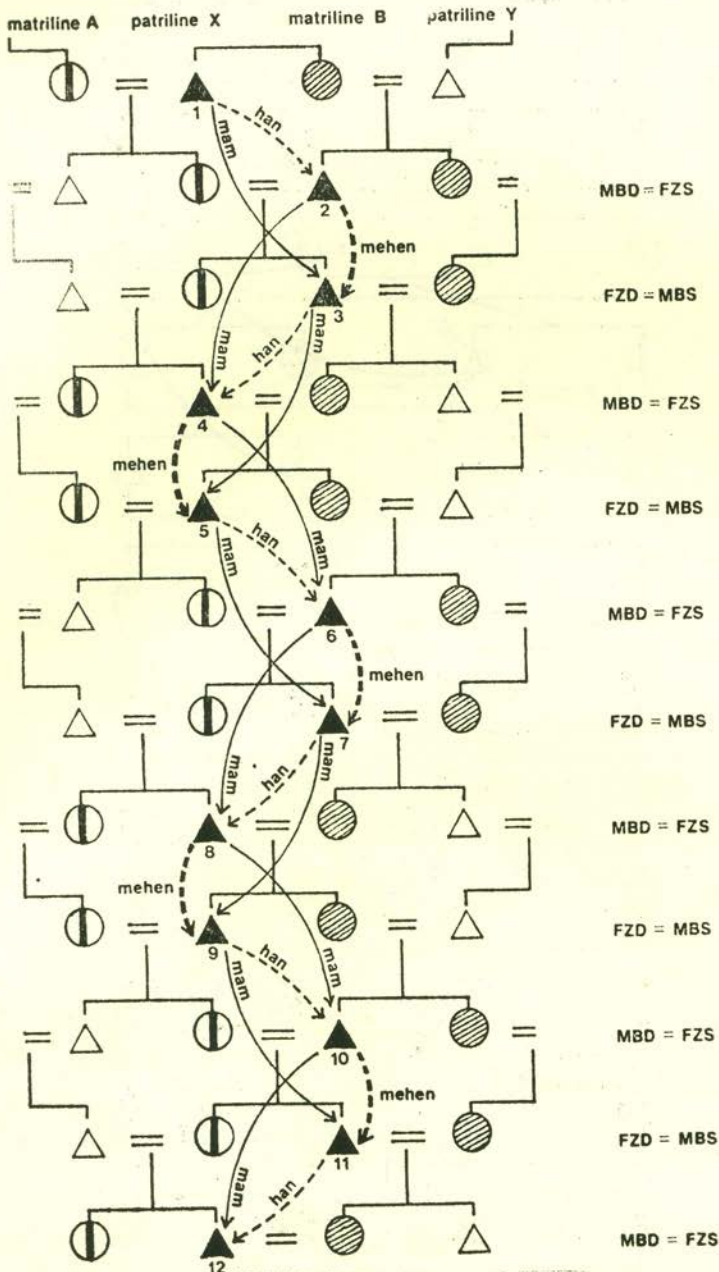 matriline A patriline X matriline B patriline Y
1
han
mam
2
MBD = FZS
mehen
3
FZD = MBS
mam
han
mam
4
MBD = FZS
mehen
5
FZD = MBS
han
mam
mam
6
MBD = FZS
mehen
7
FZD = MBS
mam
han
mam
8
MBD = FZS
mehen
9
FZD = MBS
han
mam
mam
10
MBD = FZS
mehen
11
FZD = MBS
mam
han
12
MBD = FZS